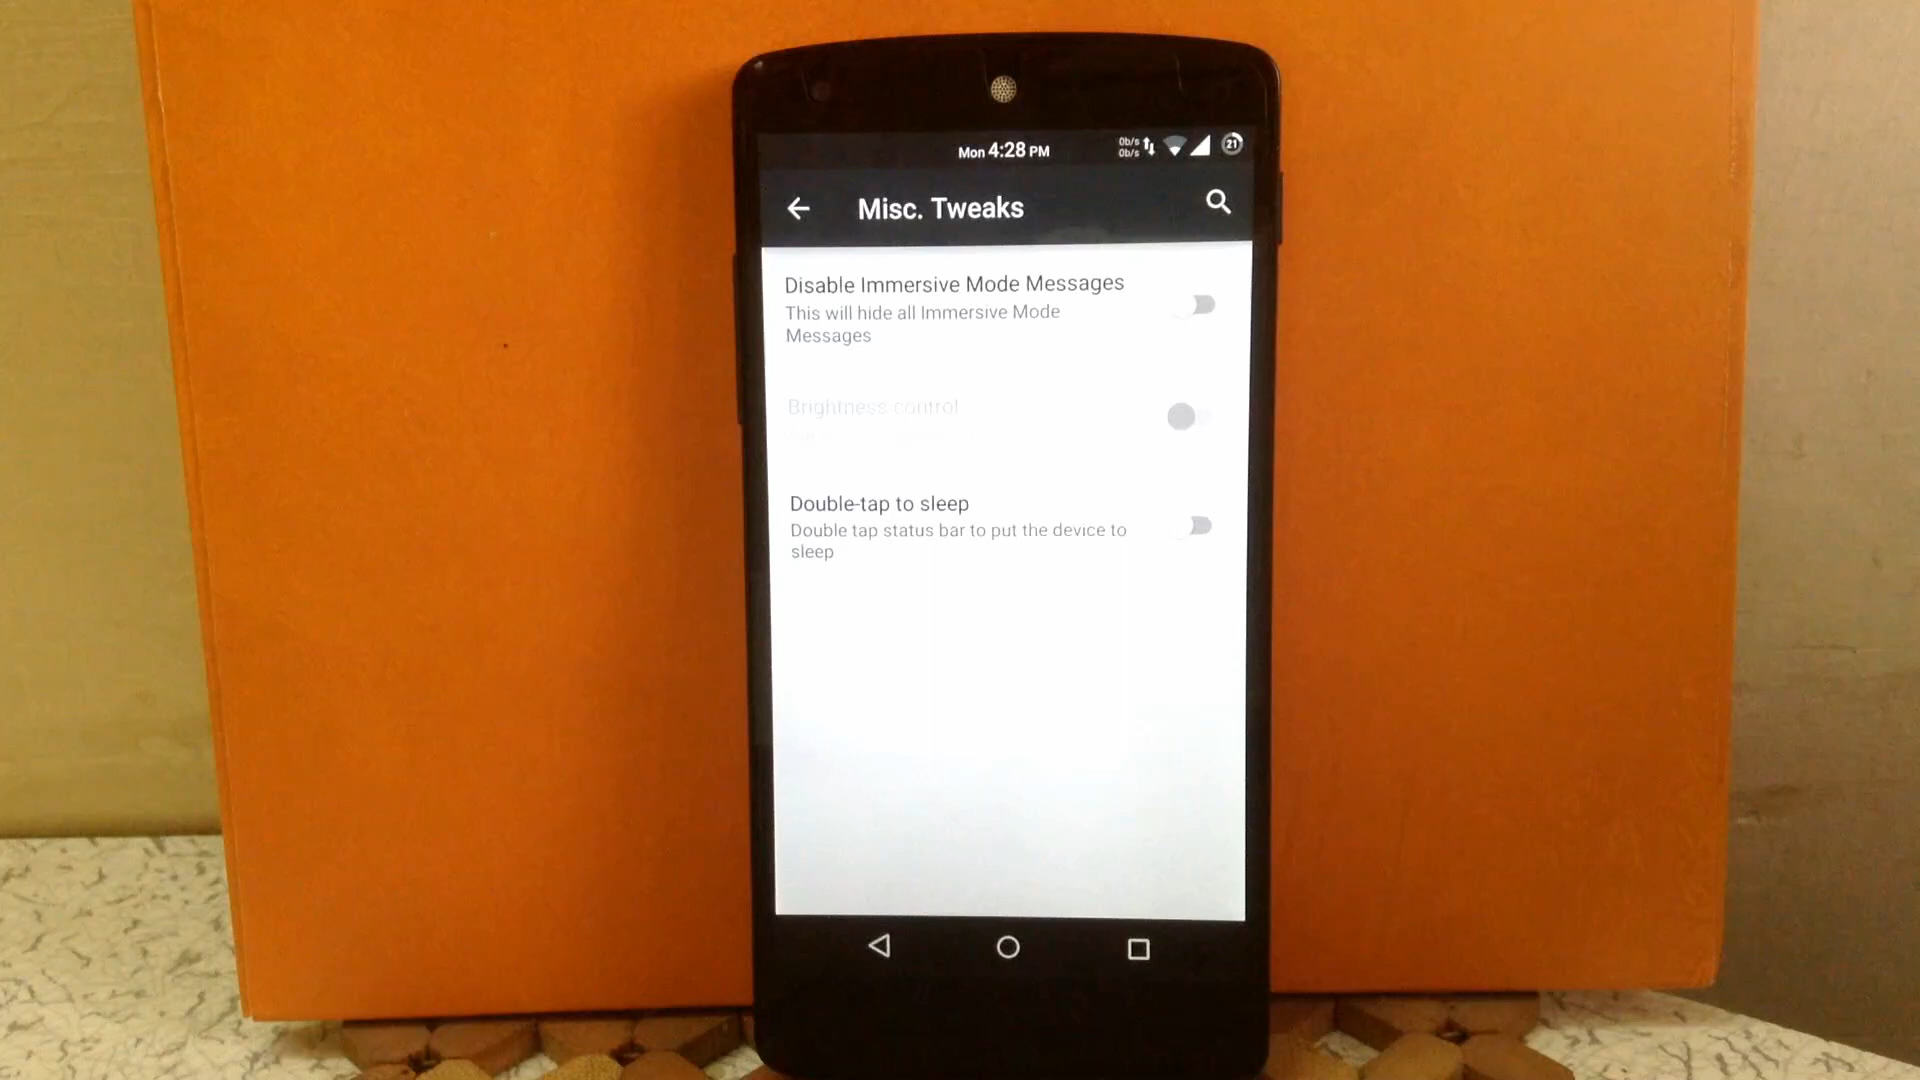 Mon 4:28 PM
0b/s
0b/s
21
Misc. Tweaks
Disable Immersive Mode Messages
This will hide all Immersive Mode
Messages
Brightness control
Double-tap to sleep
Double tap status bar to put the device to
sleep